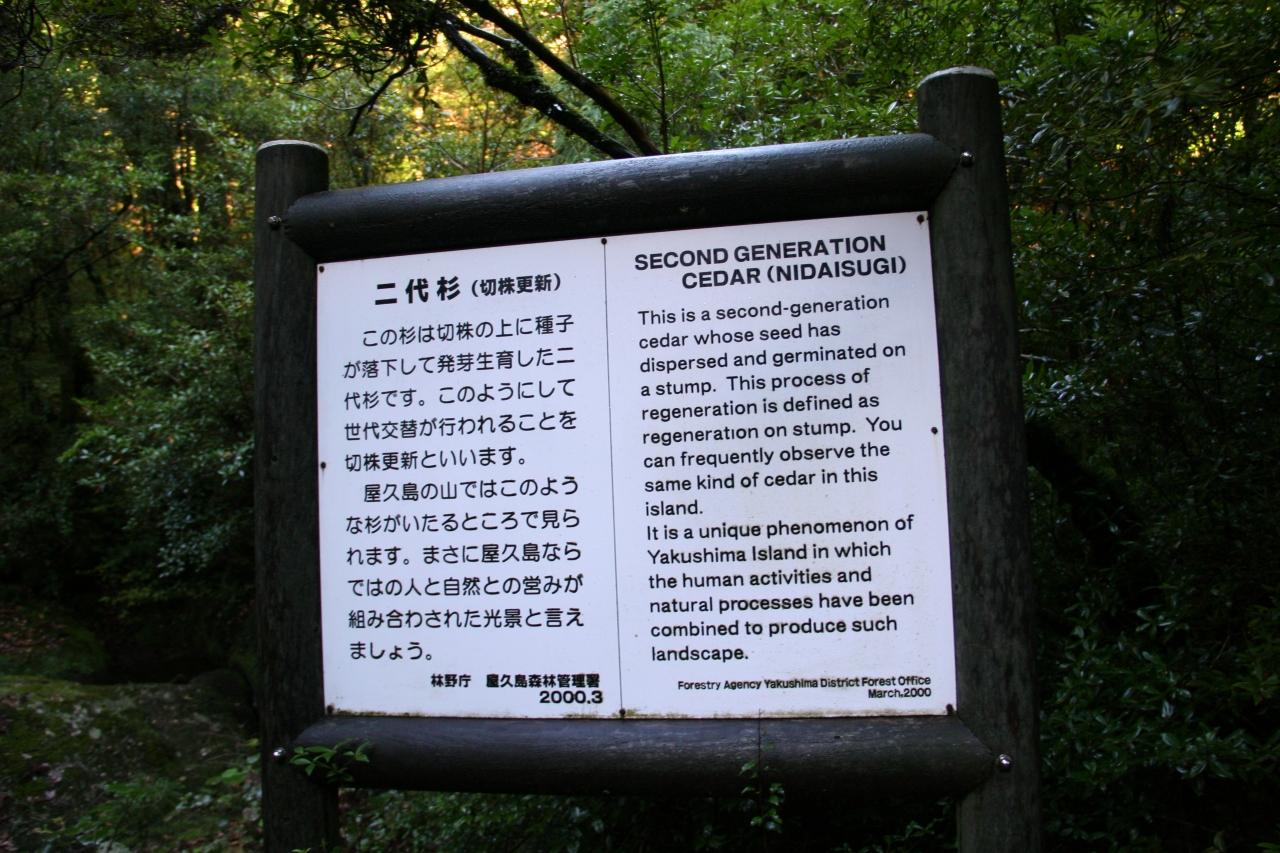 二代杉(切株更新)
この杉は切株の上に種子
が落下して発芽生育した二
代杉です。このようにして
世代交替が行われることを
切株更新といいます。
屋久島の山ではこのよう
な杉がいたるところで見ら
れます。まさに屋久島なら
ではの人と自然との営みが
組み合わされた光景と言え
ましょう。
林野庁 屋久島森林管理署
2000.3
SECOND GENERATION
CEDAR (NIDAISUGI)
This is a second-generation
cedar whose seed has
dispersed and germinated on
a stump. This process of
regeneration is defined as
regeneration on stump. You
can frequently observe the
same kind of cedar in this
island.
It is a unique phenomenon of
Yakushima Island in which
the human activities and
natural processes have been
combined to produce such
landscape.
Forestry Agency Yakushima District Forest Office
March,2000